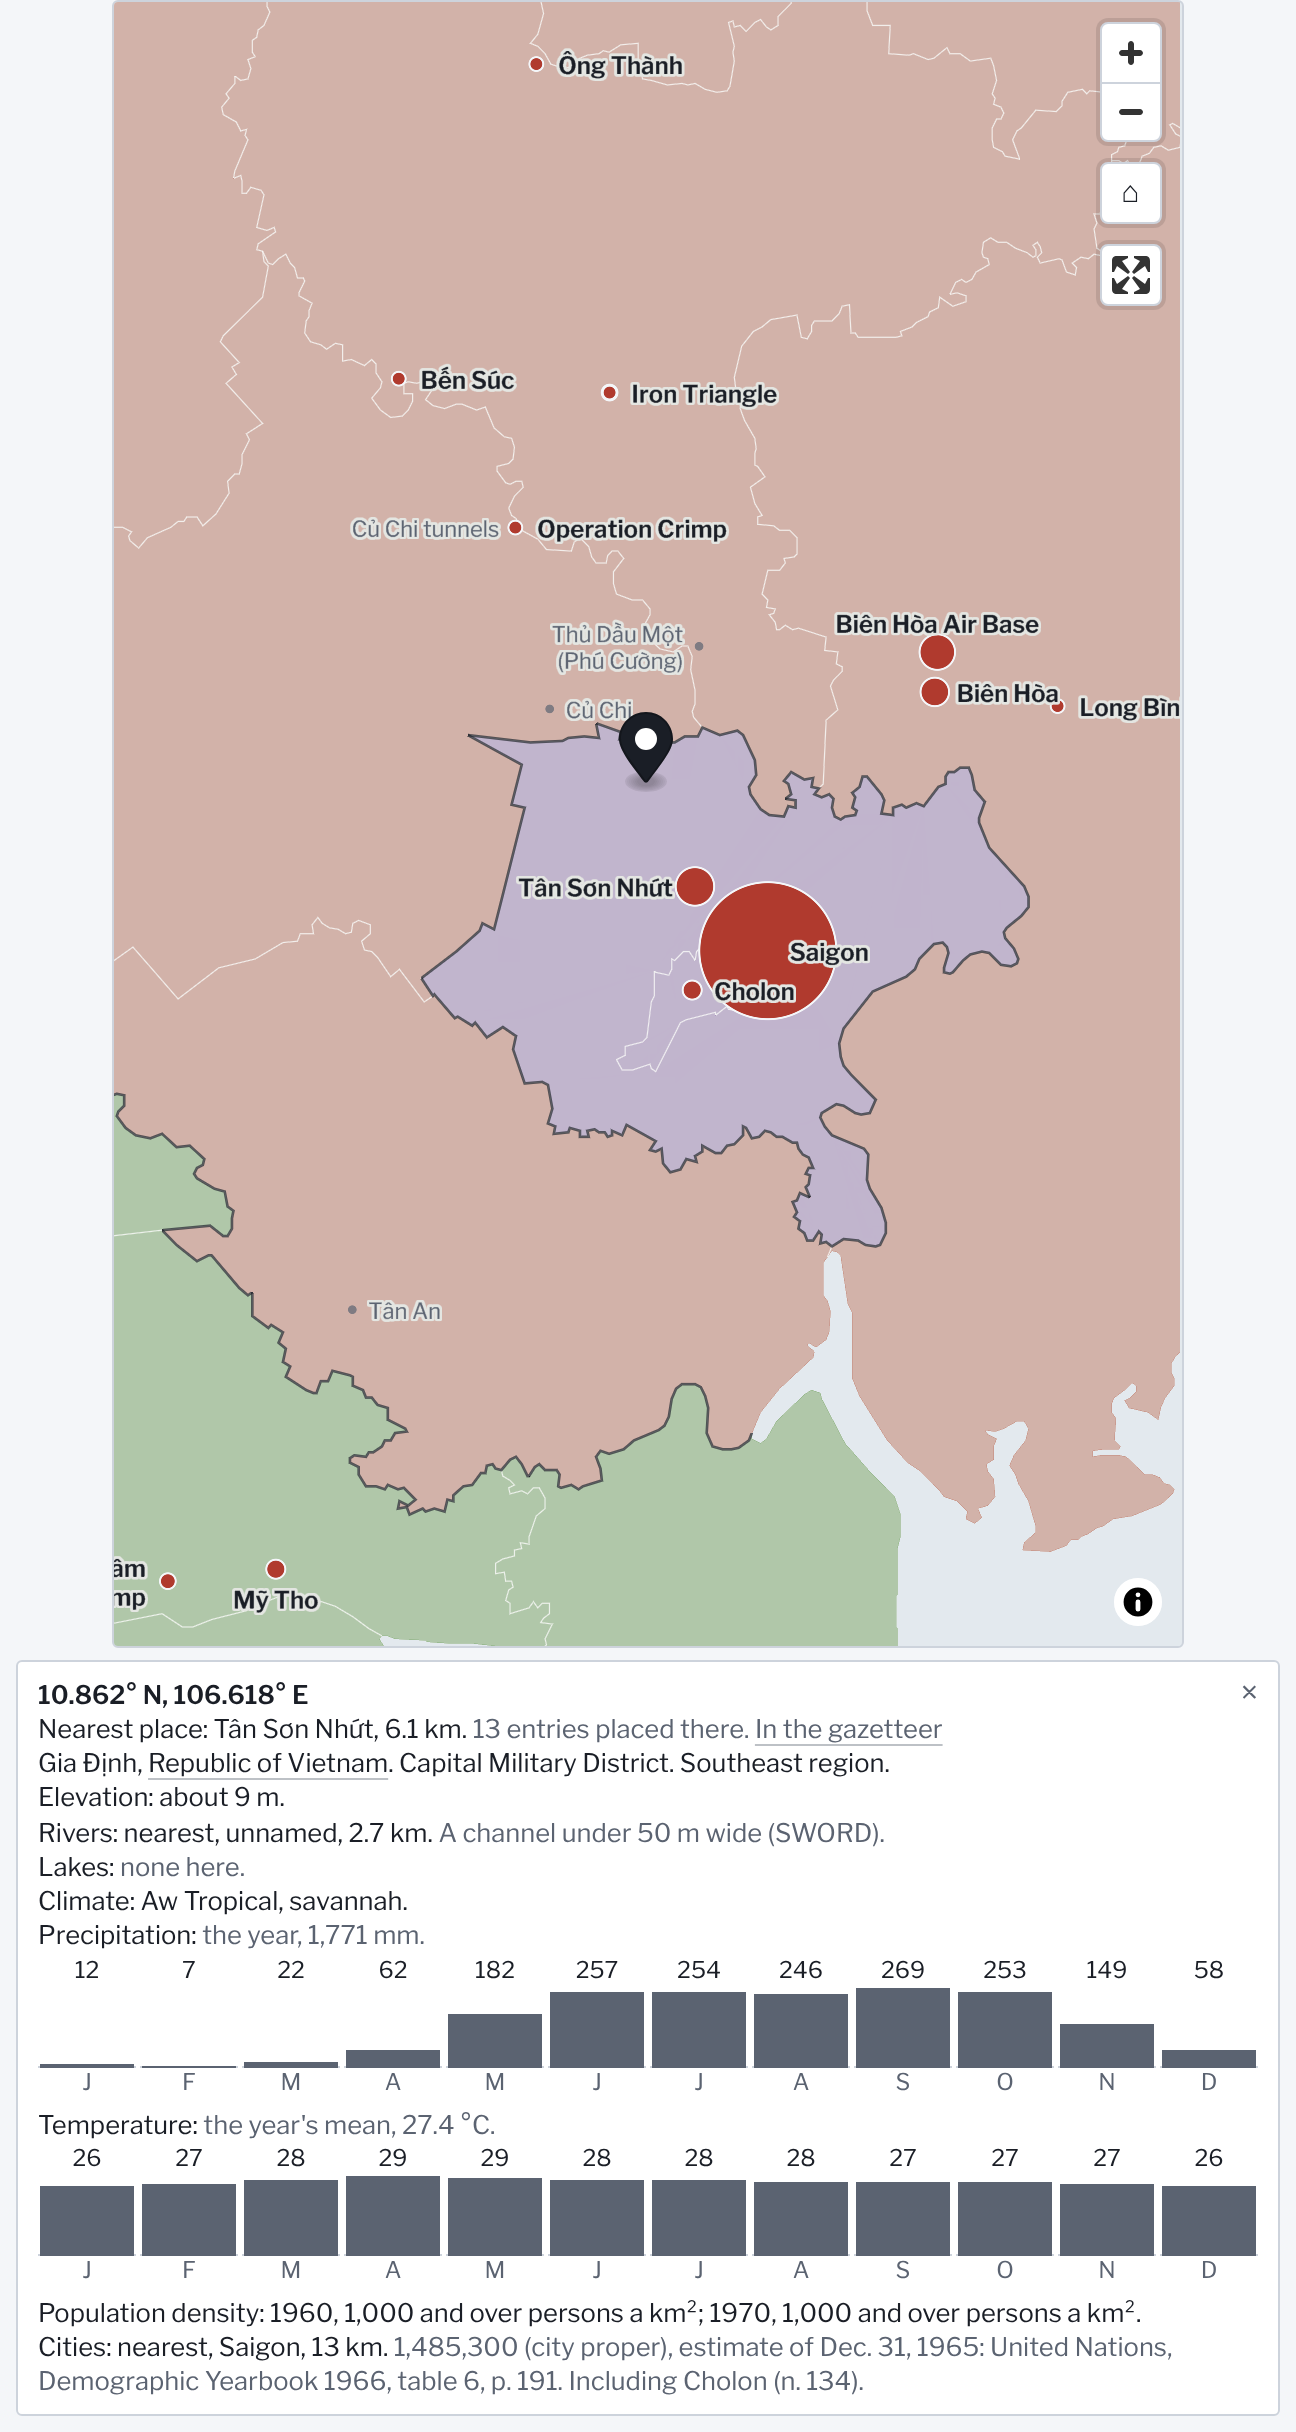 Ông Thành
+
−
⌂
Bến Súc
Iron Triangle
Củ Chi tunnels
Operation Crimp
Biên Hòa Air Base
Thủ Dầu Một
(Phú Cường)
Biên Hòa
Long Bìn
Củ Chi
Tân Sơn Nhứt
Saigon
Cholon
Tân An
âm
mp
Mỹ Tho
10.862° N, 106.618° E
×
Nearest place: Tân Sơn Nhứt, 6.1 km. 13 entries placed there. In the gazetteer
Gia Định, Republic of Vietnam. Capital Military District. Southeast region.
Elevation: about 9 m.
Rivers: nearest, unnamed, 2.7 km. A channel under 50 m wide (SWORD).
Lakes: none here.
Climate: Aw Tropical, savannah.
Precipitation: the year, 1,771 mm.
12 7 22 62 182 257 254 246 269 253 149 58
J F M A M J J A S O N D
Temperature: the year's mean, 27.4 °C.
26 27 28 29 29 28 28 28 27 27 27 26
J F M A M J J A S O N D
Population density: 1960, 1,000 and over persons a km²; 1970, 1,000 and over persons a km².
Cities: nearest, Saigon, 13 km. 1,485,300 (city proper), estimate of Dec. 31, 1965: United Nations,
Demographic Yearbook 1966, table 6, p. 191. Including Cholon (n. 134).